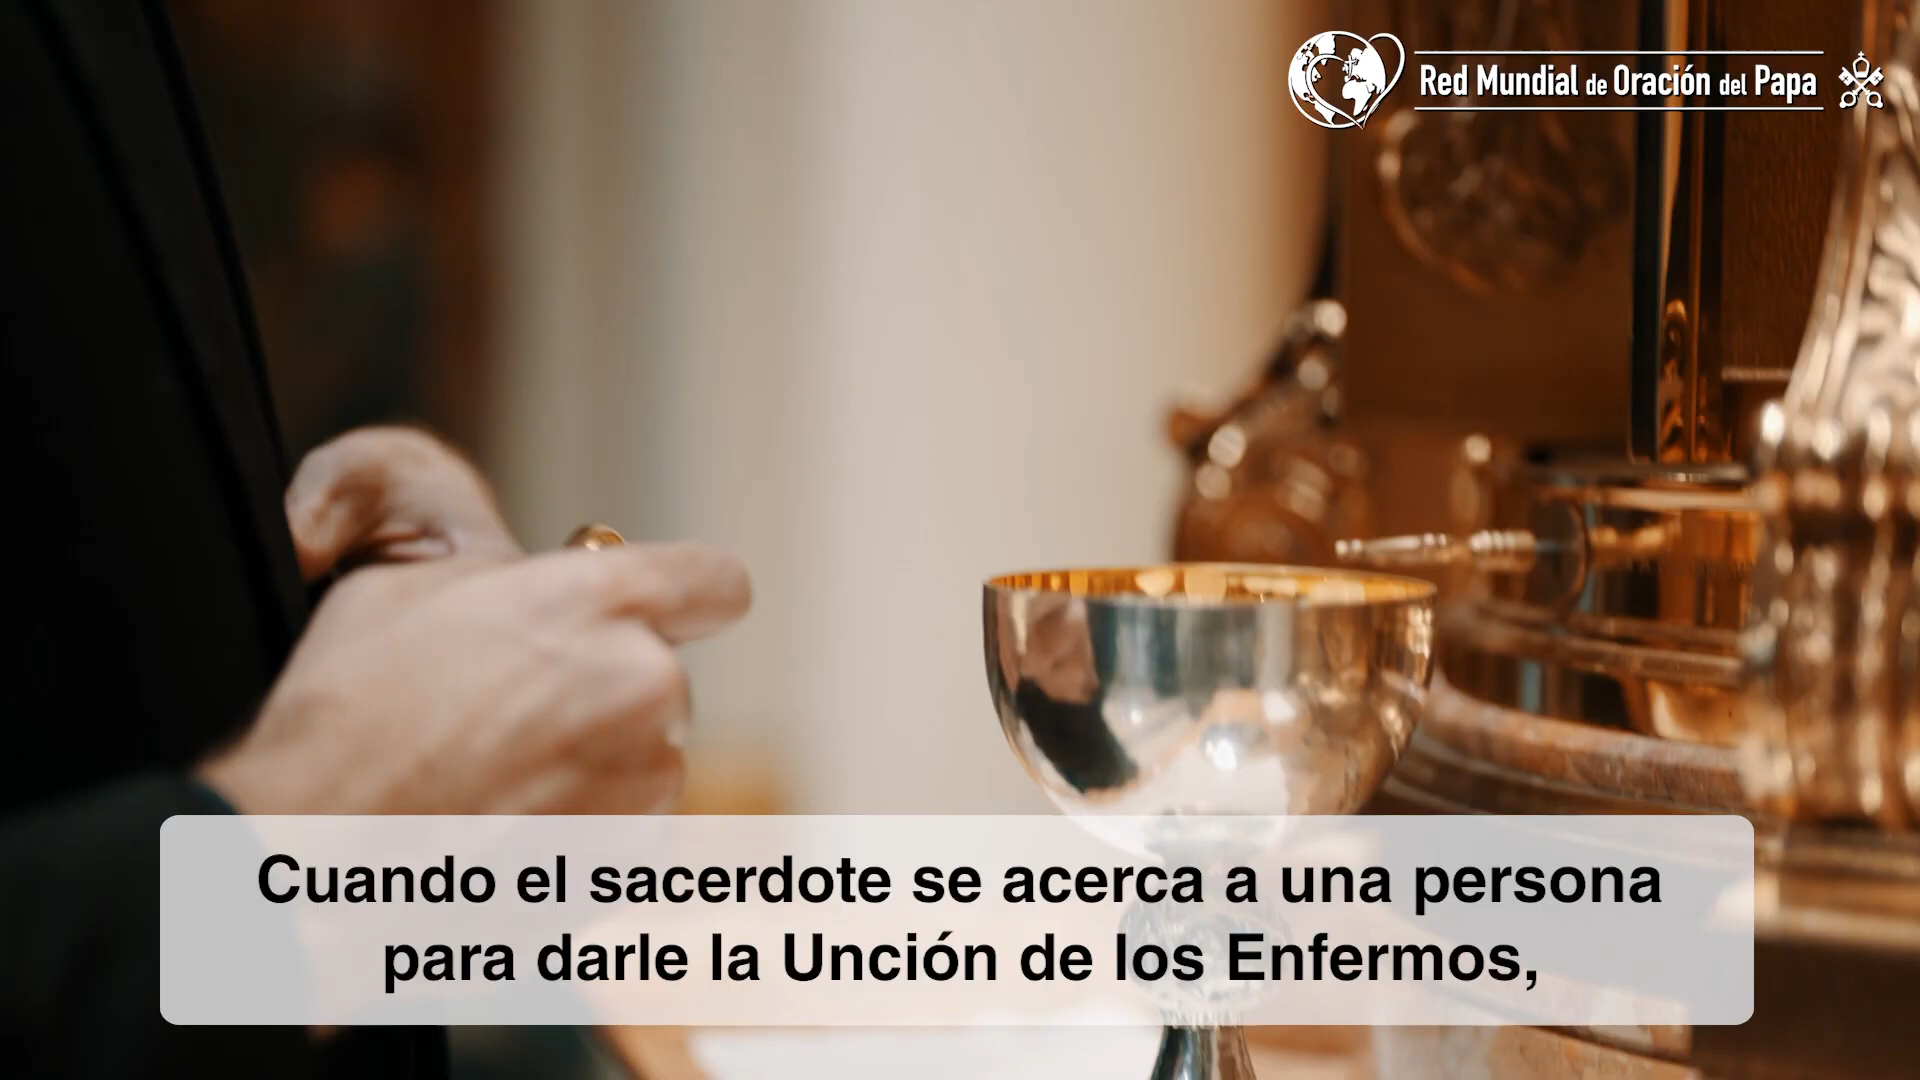 Red Mundial de Oración del Papa
Cuando el sacerdote se acerca a una persona
para darle la Unción de los Enfermos,